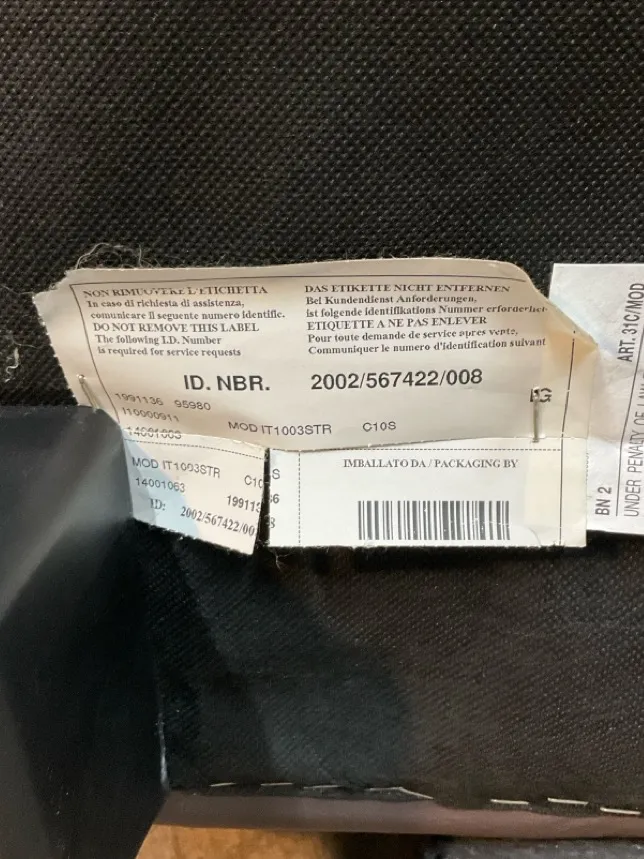 NON RIMUOVERE L'ETICHETTA
In caso di richiesta di assistenza,
comunicare il seguente numero identific.
DO NOT REMOVE THIS LABEL
The following I.D. Number
is required for service requests
DAS ETIKETTE NICHT ENTFERNEN
Bei Kundendienst Anforderungen,
ist folgende identifikations Nummer erforderlich
ETIQUETTE A NE PAS ENLEVER
Pour toute demande de service apres vente,
Communiquer le numero d'identification suivant
ID. NBR. 2002/567422/008
1991136 95980
110000911
14001063
MOD IT1003STR C10S
MOD IT1003STR C10S
14001063
ID: 2002/567422/00
IMBALLATO DA / PACKAGING BY
ART. 31C/MOD
UNDER PENALTY OF LAW
BN 2